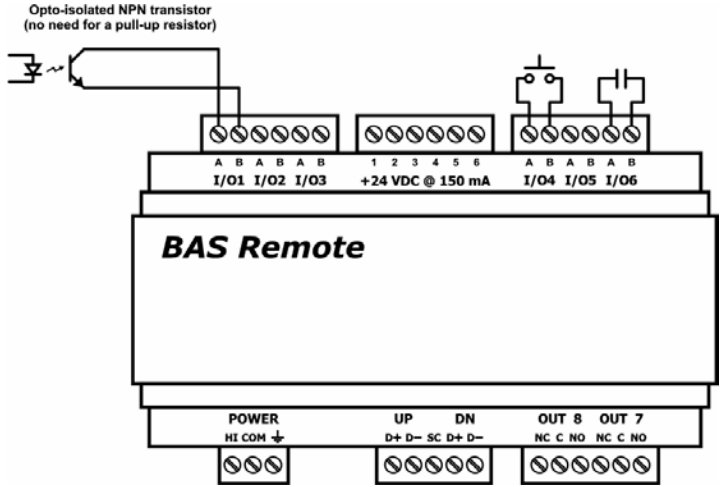 Opto-isolated NPN transistor
(no need for a pull-up resistor)
A B A B A B 1 2 3 4 5 6 A B A B A B
I/O1 I/O2 I/O3 +24 VDC @ 150 mA I/O4 I/O5 I/O6
BAS Remote
POWER UP DN OUT 8 OUT 7
HI COM D+ D− SC D+ D− NC C NO NC C NO